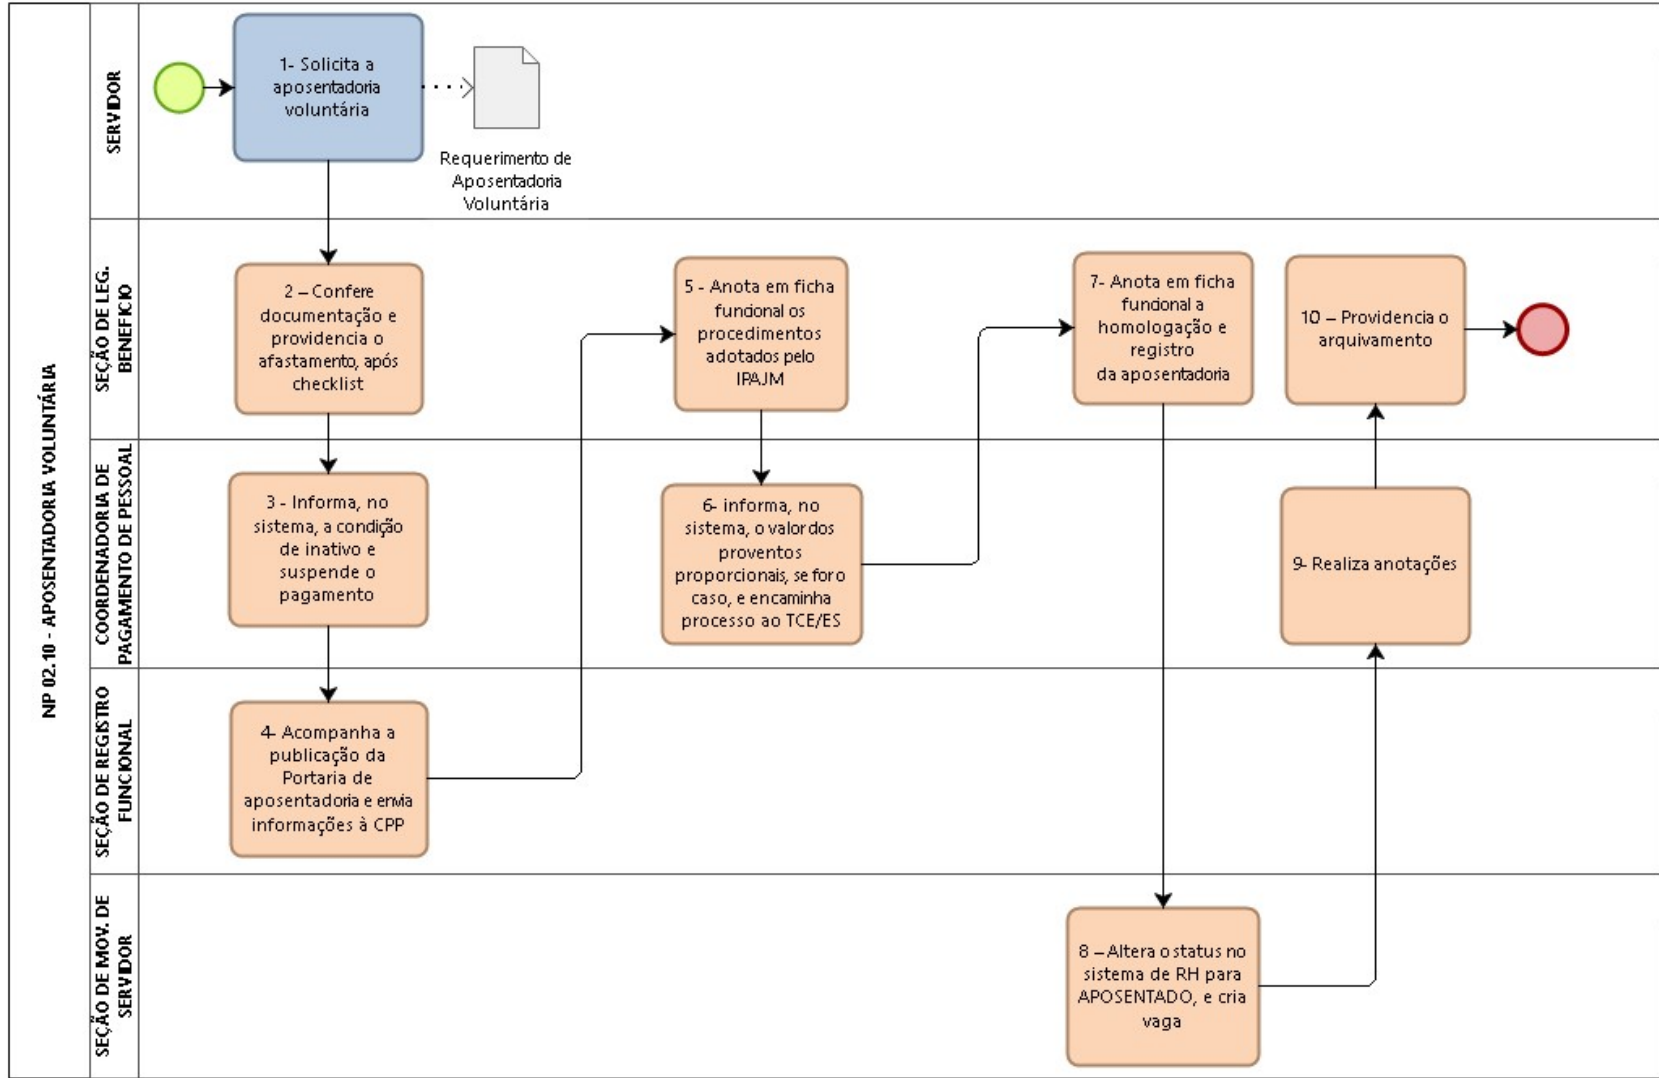 NP 02.10 - APOSENTADORIA VOLUNTÁRIA
SERVIDOR
1- Solicita a
aposentadoria
voluntária
Requerimento de
Aposentadoria
Voluntária
SEÇÃO DE LEG.
BENEFICIO
2 – Confere
documentação e
providencia o
afastamento, após
checklist
5 - Anota em ficha
funcional os
procedimentos
adotados pelo
IPAJM
7- Anota em ficha
funcional a
homologação e
registro
da aposentadoria
10 – Providencia o
arquivamento
COORDENADORIA DE
PAGAMENTO DE PESSOAL
3 - Informa, no
sistema, a condição
de inativo e
suspende o
pagamento
6- informa, no
sistema, o valor dos
proventos
proporcionais, se for o
caso, e encaminha
processo ao TCE/ES
9- Realiza anotações
SEÇÃO DE REGISTRO
FUNCIONAL
4- Acompanha a
publicação da
Portaria de
aposentadoria e envia
informações à CPP
SEÇÃO DE MOV. DE
SERVIDOR
8 – Altera o status no
sistema de RH para
APOSENTADO, e cria
vaga